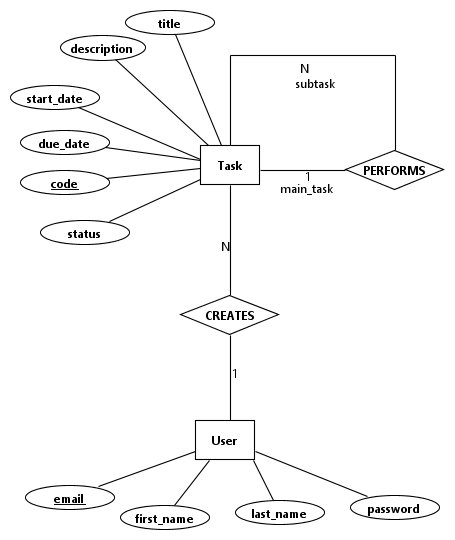 title
description
N
subtask
start_date
due_date
Task
PERFORMS
code
1
main_task
status
N
CREATES
1
User
email
first_name
last_name
password